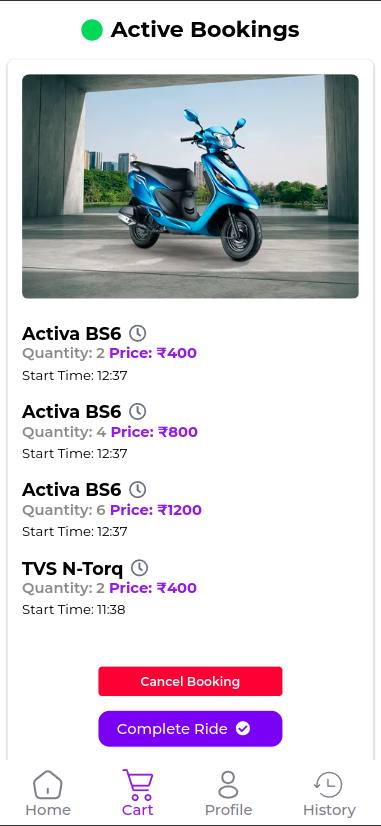 Active Bookings
Activa BS6
Quantity: 2 Price: ₹400
Start Time: 12:37
Activa BS6
Quantity: 4 Price: ₹800
Start Time: 12:37
Activa BS6
Quantity: 6 Price: ₹1200
Start Time: 12:37
TVS N-Torq
Quantity: 2 Price: ₹400
Start Time: 11:38
Cancel Booking
Complete Ride
Home Cart Profile History